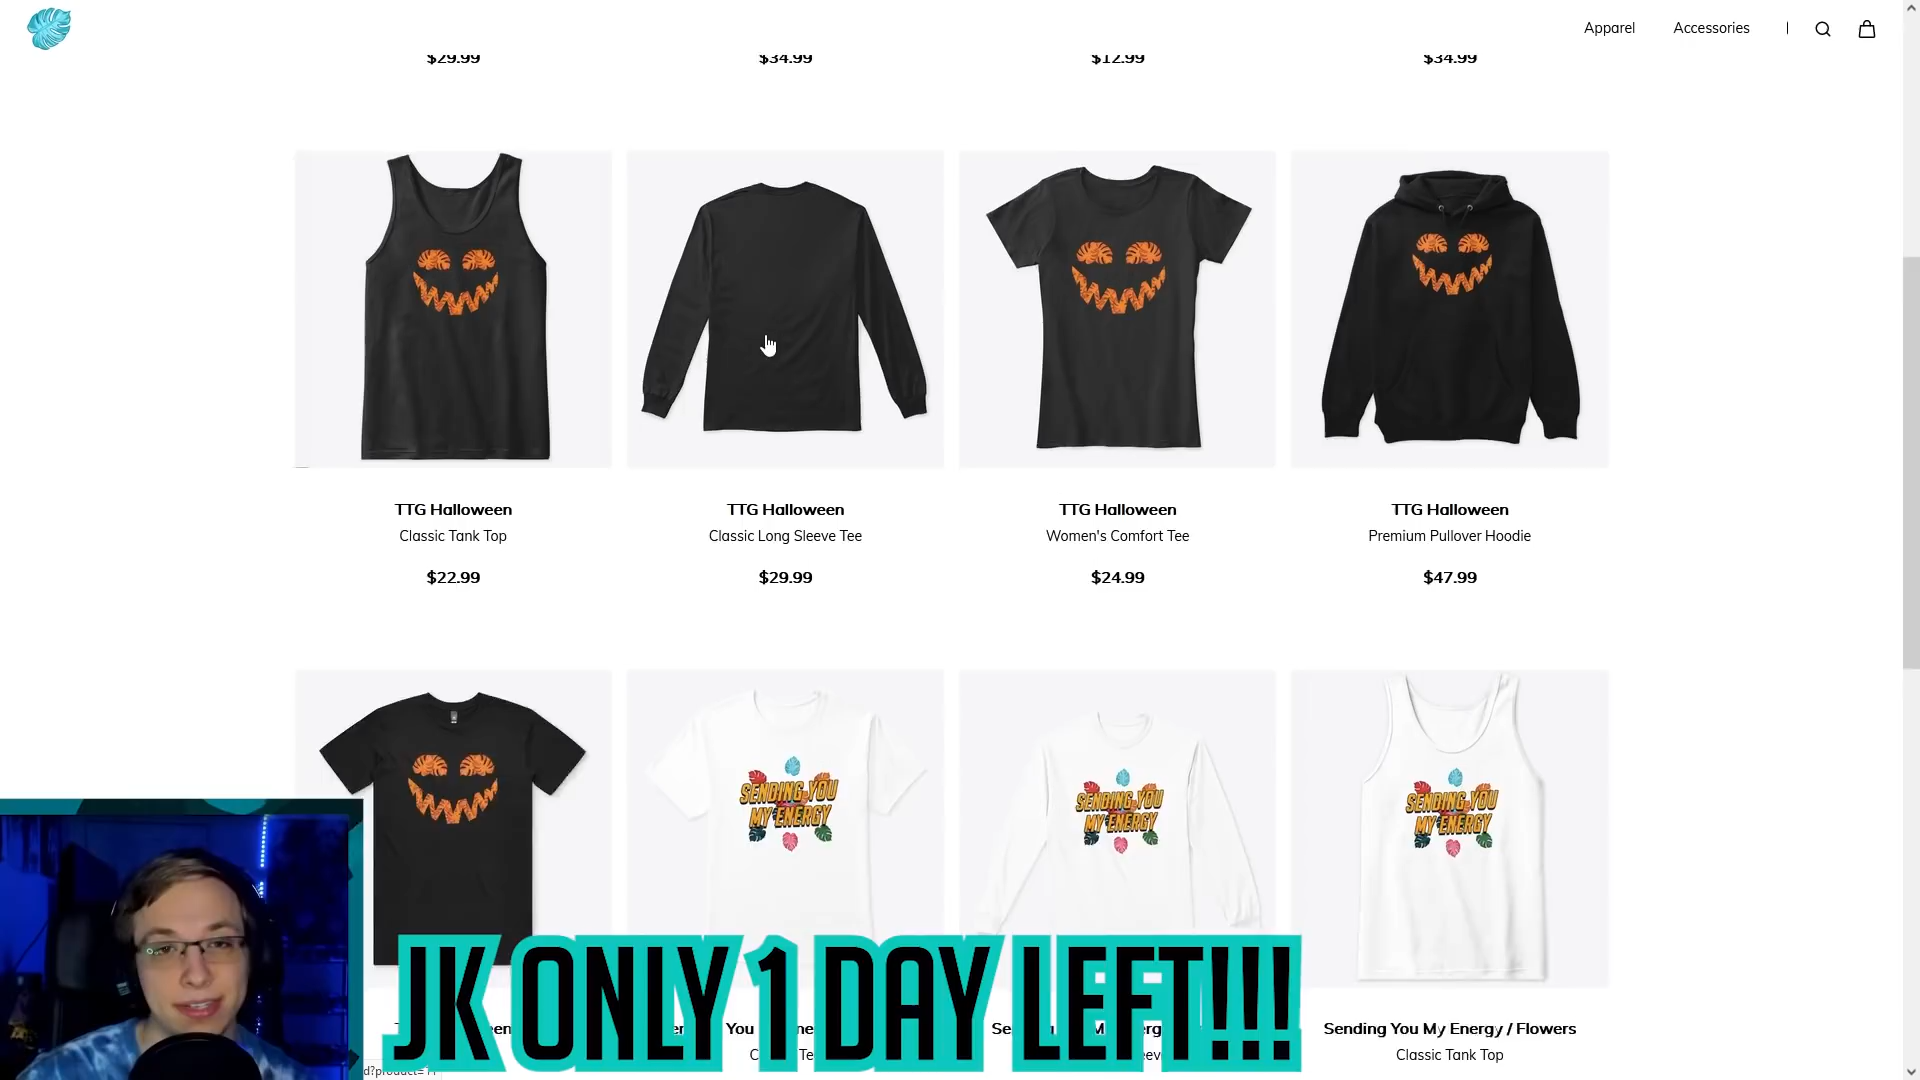 Apparel Accessories
$29.99 $34.99 $12.99 $34.99
TTG Halloween
Classic Tank Top
$22.99
TTG Halloween
Classic Long Sleeve Tee
$29.99
TTG Halloween
Women's Comfort Tee
$24.99
TTG Halloween
Premium Pullover Hoodie
$47.99
SENDING YOU
MY ENERGY
SENDING YOU
MY ENERGY
SENDING YOU
MY ENERGY
JK ONLY 1 DAY LEFT!!!
Sending You My Energy / Flowers
Classic Tank Top